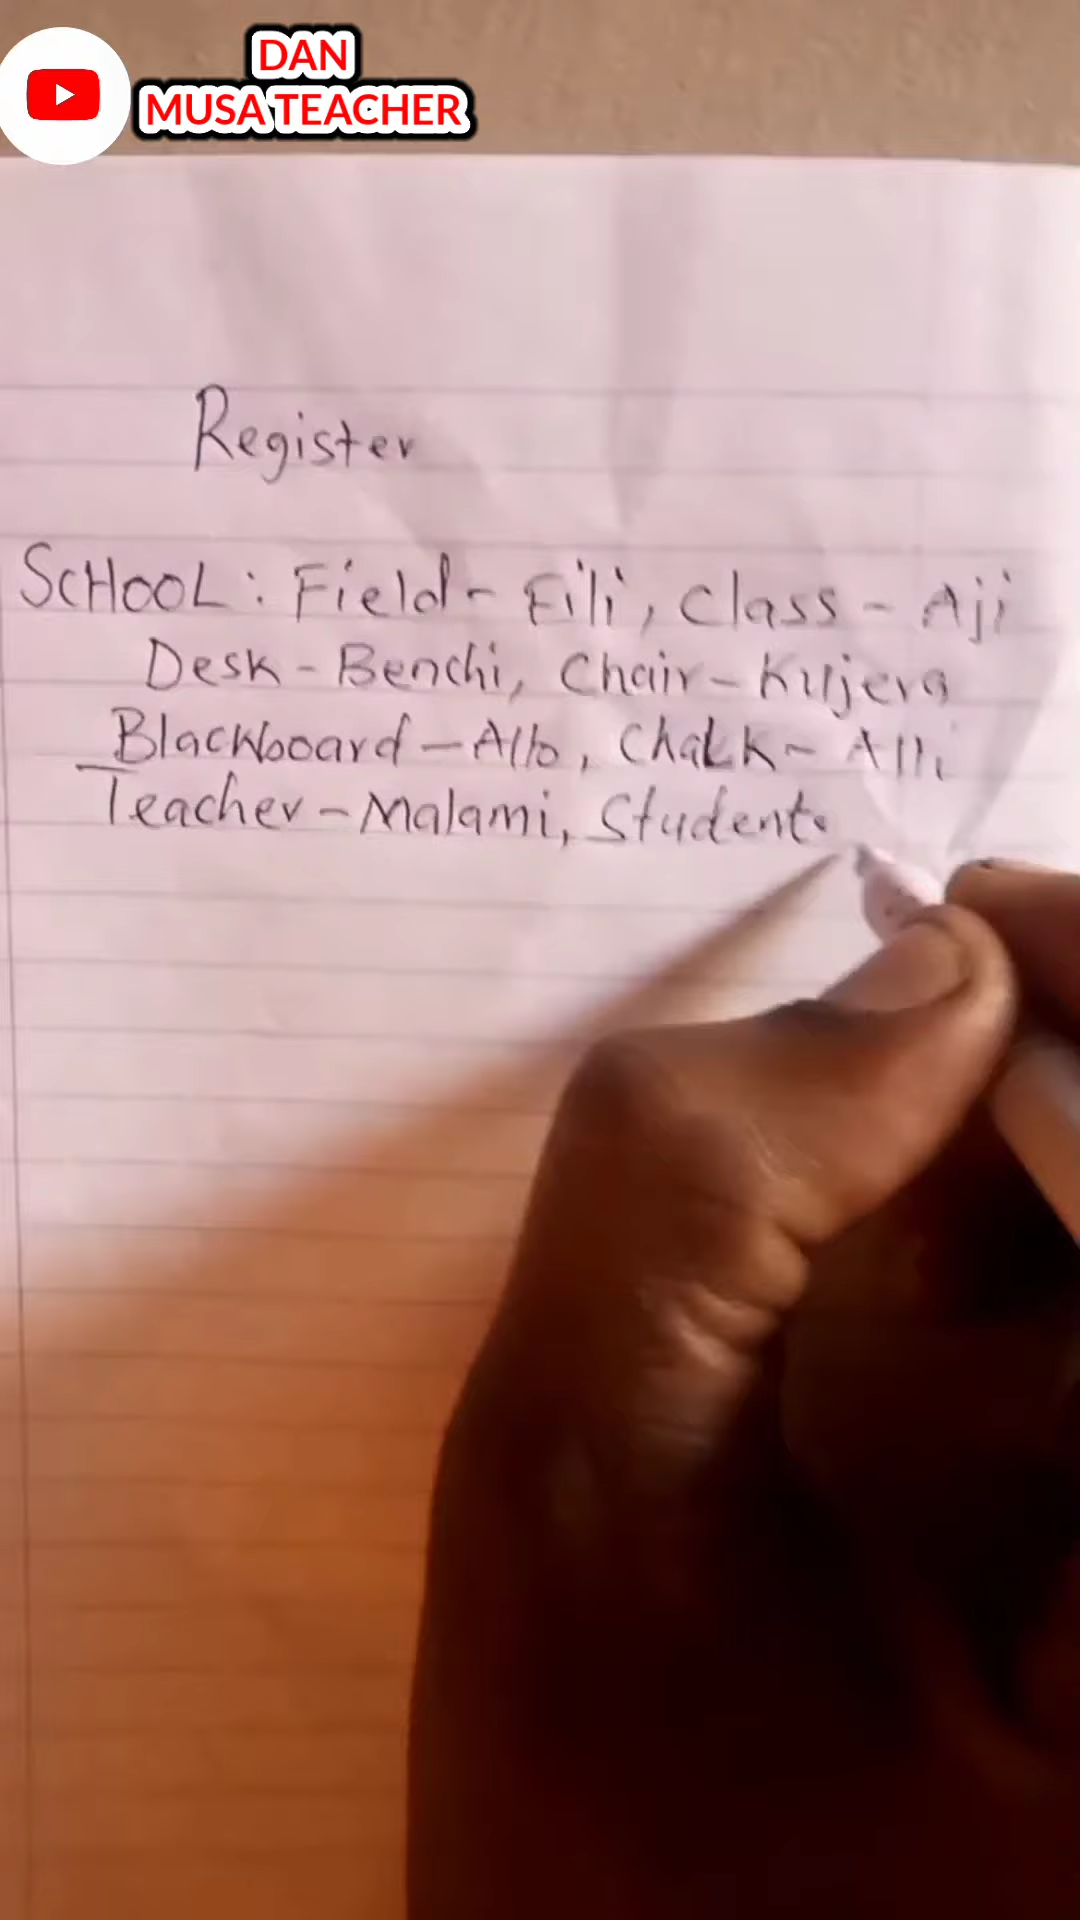 DAN
MUSA TEACHER
Register
SCHOOL: Field - Fili, Class - Aji
Desk - Benchi, Chair - Kujera
Blackboard - Allo, Chalk - Alli
Teacher - Malami, Student